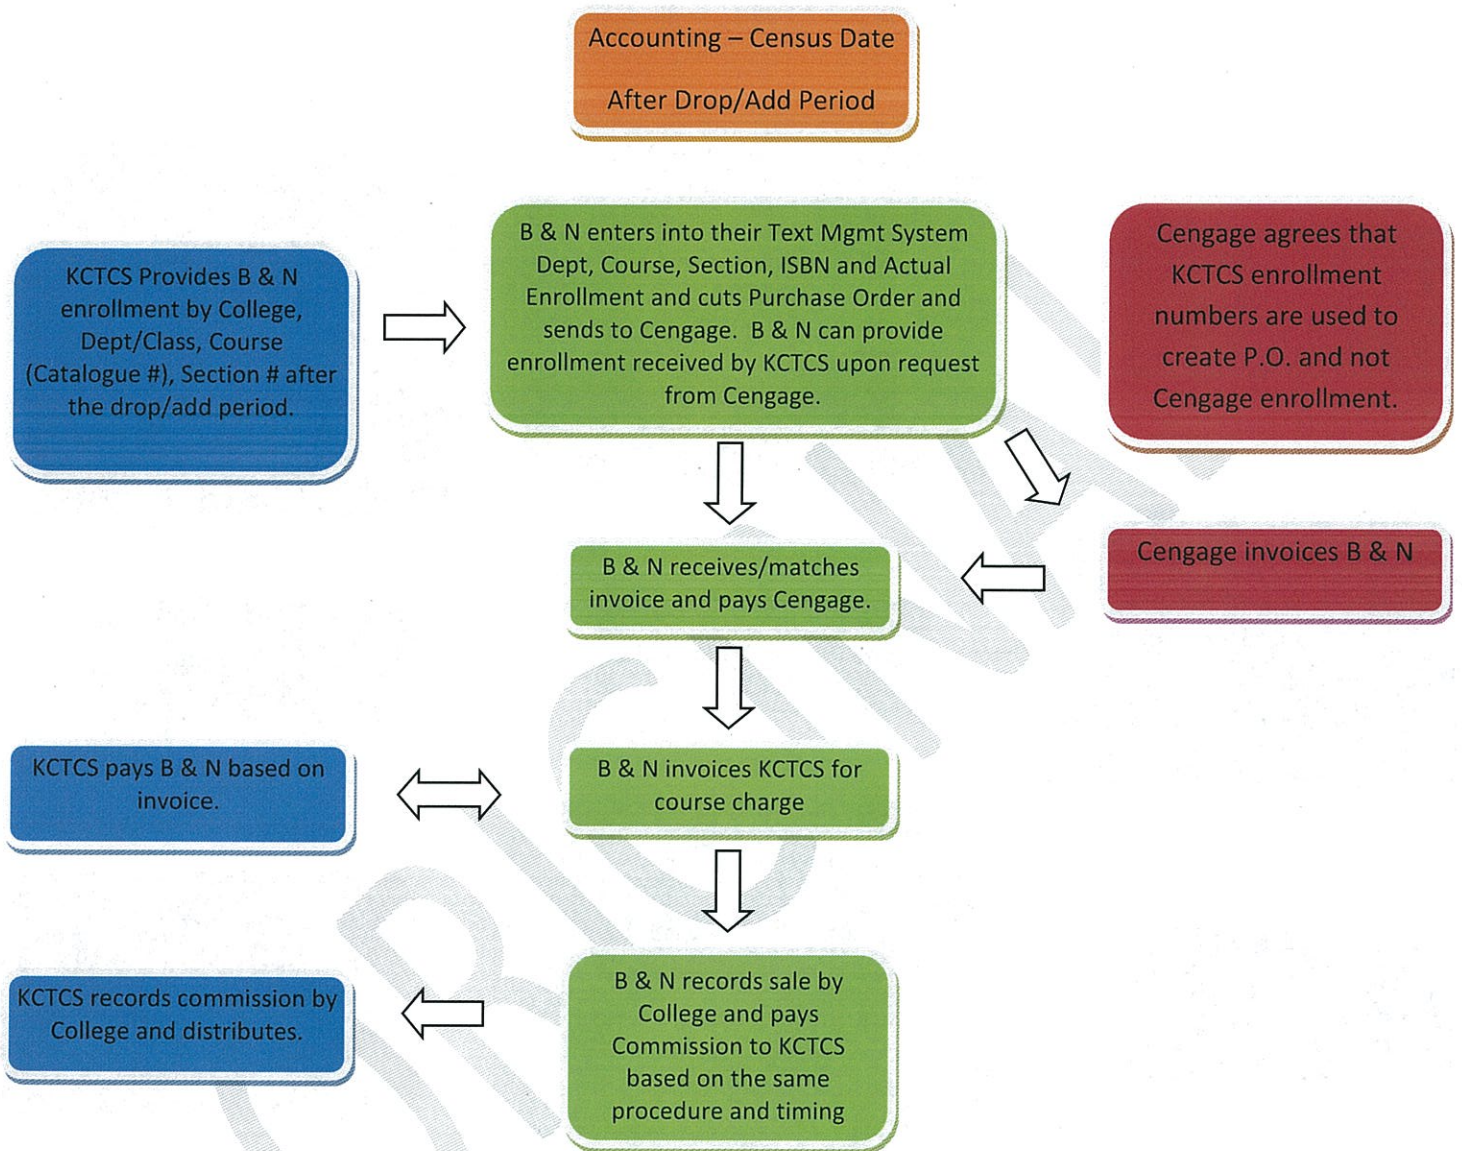 Accounting – Census Date
After Drop/Add Period
KCTCS Provides B & N
enrollment by College,
Dept/Class, Course
(Catalogue #), Section # after
the drop/add period.
B & N enters into their Text Mgmt System
Dept, Course, Section, ISBN and Actual
Enrollment and cuts Purchase Order and
sends to Cengage.  B & N can provide
enrollment received by KCTCS upon request
from Cengage.
Cengage agrees that
KCTCS enrollment
numbers are used to
create P.O. and not
Cengage enrollment.
B & N receives/matches
invoice and pays Cengage.
Cengage invoices B & N
KCTCS pays B & N based on
invoice.
B & N invoices KCTCS for
course charge
KCTCS records commission by
College and distributes.
B & N records sale by
College and pays
Commission to KCTCS
based on the same
procedure and timing
ORIGINAL